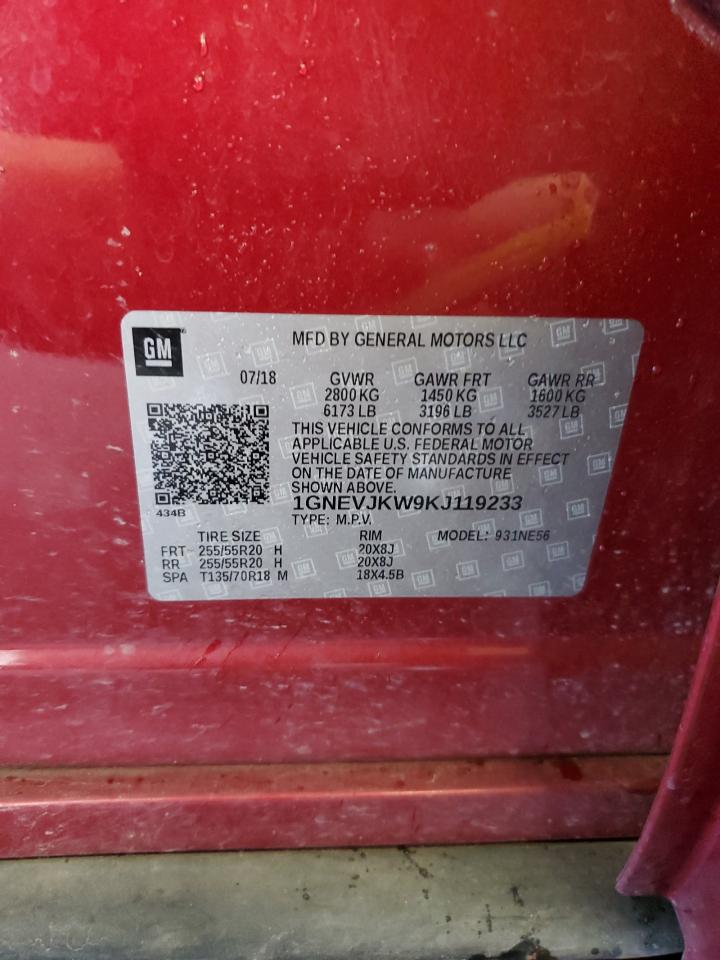 GM
MFD BY GENERAL MOTORS LLC
07/18 GVWR GAWR FRT GAWR RR
2800 KG 1450 KG 1600 KG
6173 LB 3196 LB 3527 LB
THIS VEHICLE CONFORMS TO ALL
APPLICABLE U.S. FEDERAL MOTOR
VEHICLE SAFETY STANDARDS IN EFFECT
ON THE DATE OF MANUFACTURE
SHOWN ABOVE.
434B
1GNEVJKW9KJ119233
TYPE: M.P.V.
TIRE SIZE RIM MODEL: 931NE56
FRT 255/55R20 H 20X8J
RR 255/55R20 H 20X8J
SPA T135/70R18 M 18X4.5B